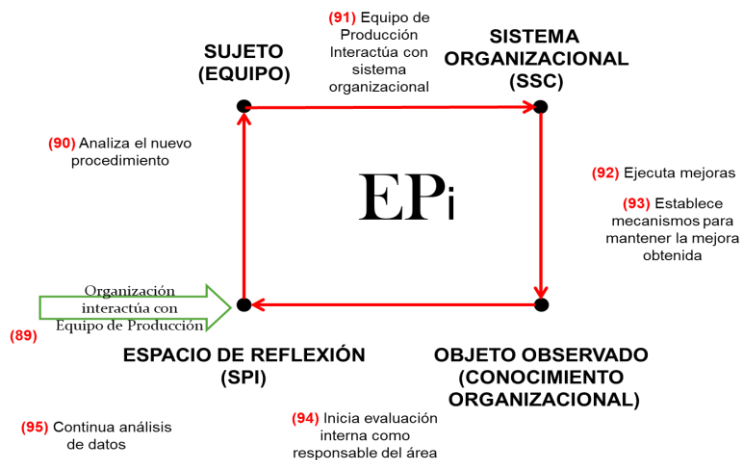 (91) Equipo de
Producción
Interactúa con
sistema
organizacional
SUJETO
(EQUIPO)
SISTEMA
ORGANIZACIONAL
(SSC)
(90) Analiza el nuevo
procedimiento
EPi
(92) Ejecuta mejoras
(93) Establece
mecanismos para
mantener la mejora
obtenida
Organización
interactúa con
Equipo de Producción
(89)
ESPACIO DE REFLEXIÓN
(SPI)
OBJETO OBSERVADO
(CONOCIMIENTO
ORGANIZACIONAL)
(95) Continua análisis
de datos
(94) Inicia evaluación
interna como
responsable del área